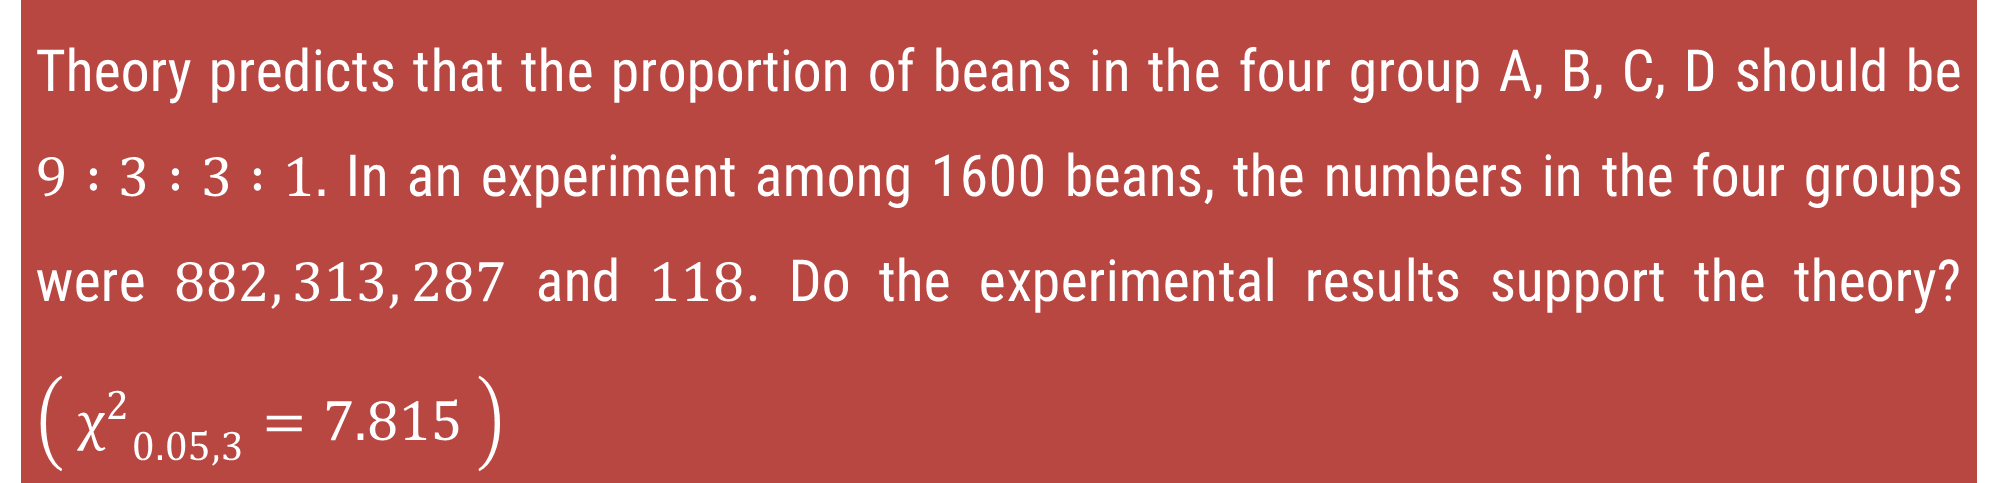 Theory predicts that the proportion of beans in the four group A, B, C, D should be
9 : 3 : 3 : 1. In an experiment among 1600 beans, the numbers in the four groups
were 882, 313, 287 and 118. Do the experimental results support the theory?
( χ²₀.₀₅,₃ = 7.815 )